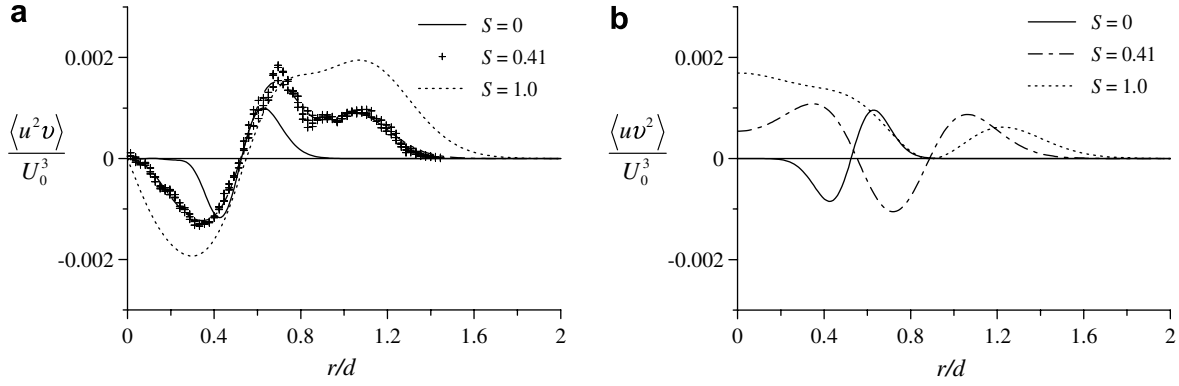 a
S = 0
S = 0.41
S = 1.0
0.002
0
-0.002
⟨u²υ⟩
U₀³
0
0.4
0.8
1.2
1.6
2
r/d
b
S = 0
S = 0.41
S = 1.0
0.002
0
-0.002
⟨uυ²⟩
U₀³
0
0.4
0.8
1.2
1.6
2
r/d